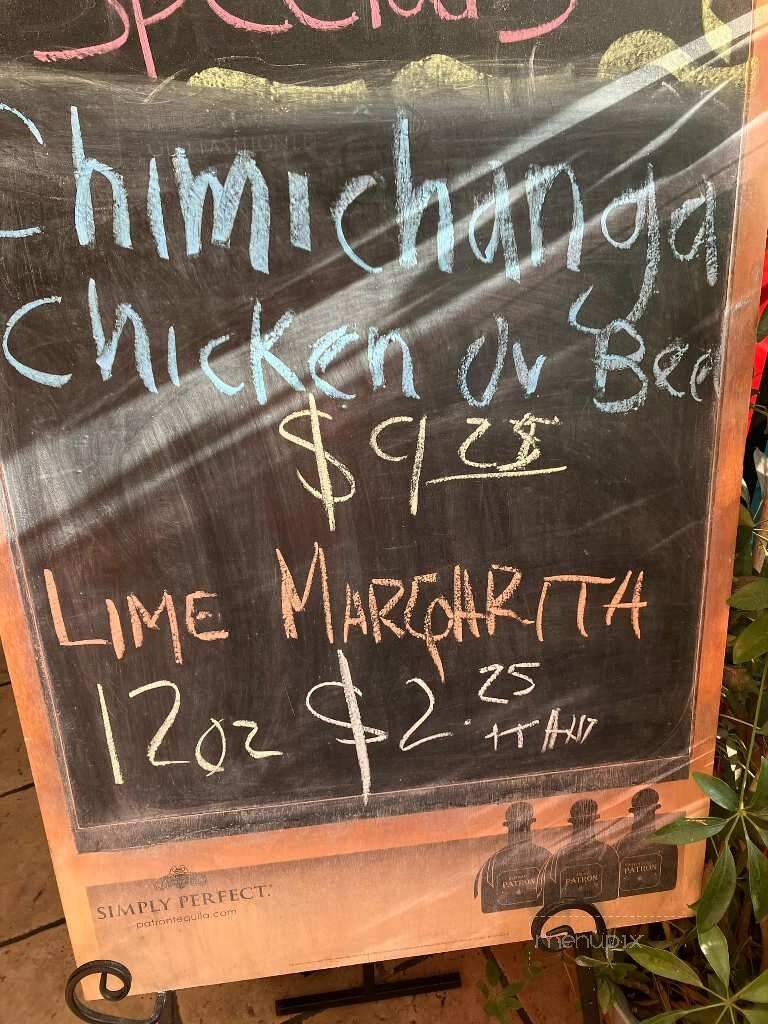 Specials
Chimichanga
Chicken or Bee
$9.25
LIME MARGARITA
12oz $2.25
SIMPLY PERFECT.
patrontequila.com
PATRÓN PATRÓN PATRÓN
menupix